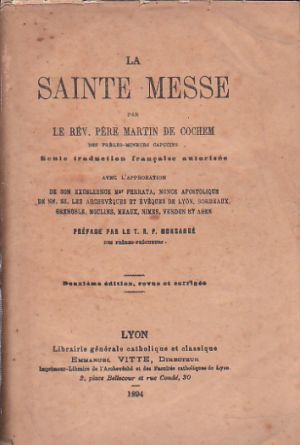 LA
SAINTE MESSE
PAR
LE RÉV. PÈRE MARTIN DE COCHEM
DES FRÈRES-MINEURS CAPUCINS
Seule traduction française autorisée
AVEC L'APPROBATION
DE SON EXCELLENCE Mgr FERRATA, NONCE APOSTOLIQUE
DE NN. SS. LES ARCHEVÊQUES ET ÉVÊQUES DE LYON, BORDEAUX,
GRENOBLE, MOULINS, MEAUX, NIMES, VERDUN ET AGEN
PRÉFACE PAR LE T. R. P. MONSABRÉ
DES FRÈRES-PRÊCHEURS.
Deuxième édition, revue et corrigée
LYON
Librairie générale catholique et classique
EMMANUEL VITTE, DIRECTEUR
Imprimeur-Libraire de l'Archevêché et des Facultés catholiques de Lyon
3, place Bellecour et rue Condé, 30
1894